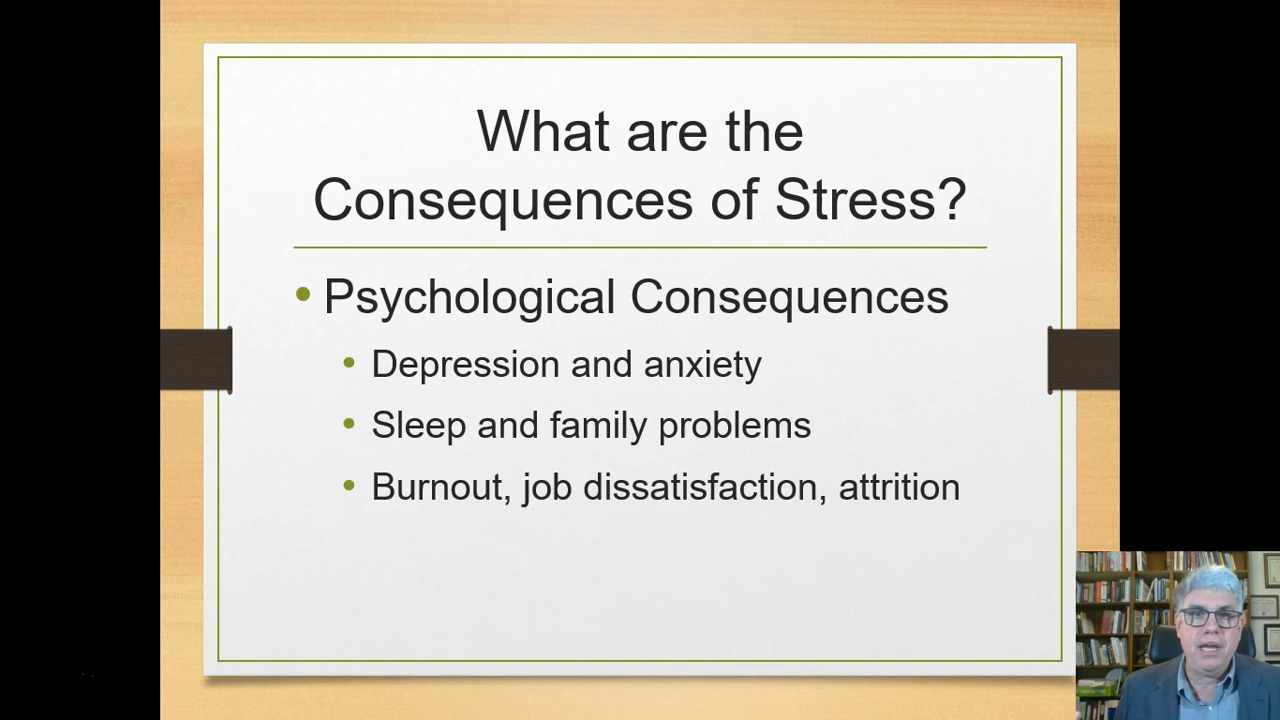 What are the
Consequences of Stress?
• Psychological Consequences
• Depression and anxiety
• Sleep and family problems
• Burnout, job dissatisfaction, attrition